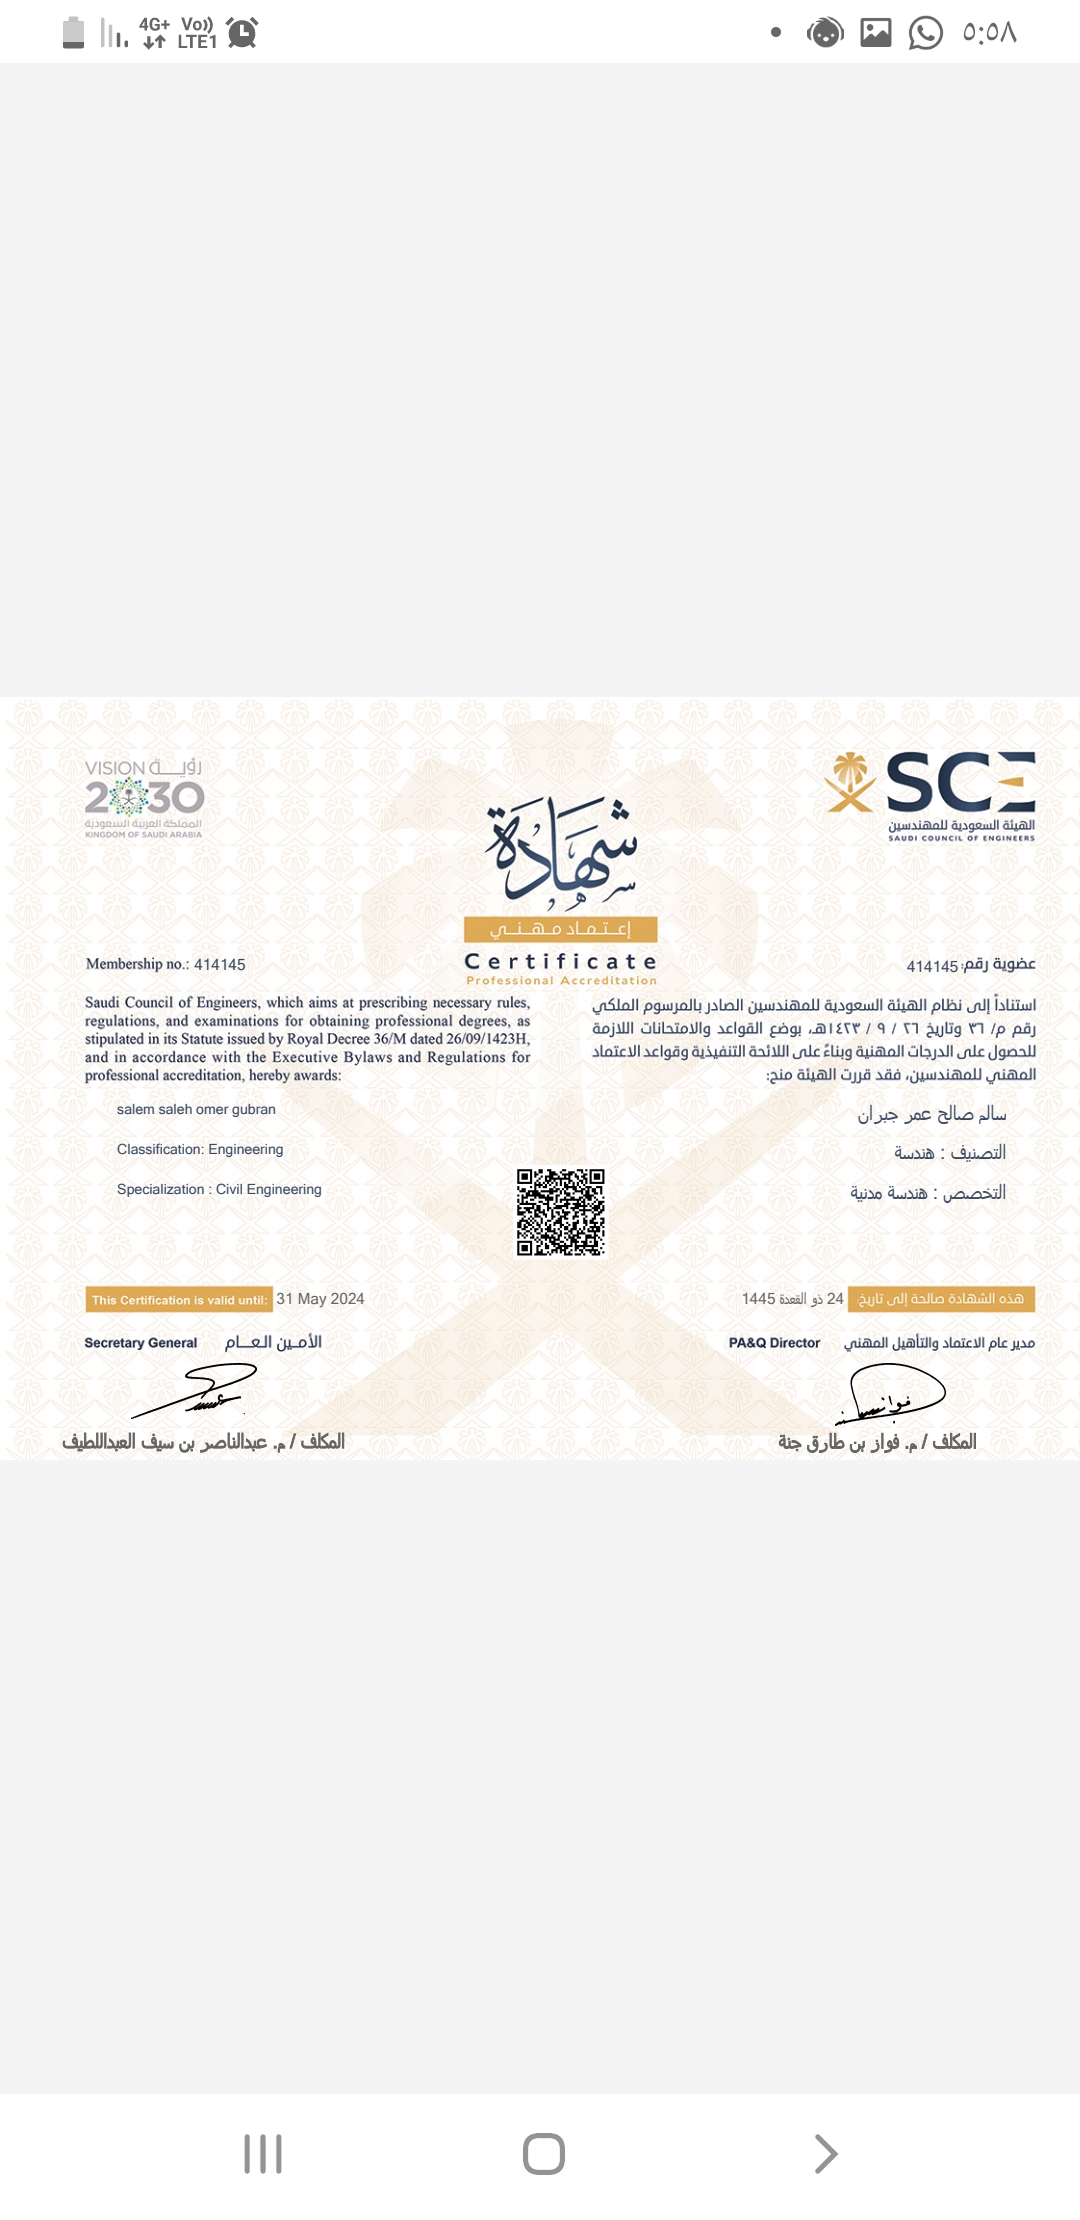 4G+ Vo)) LTE1
٥:٥٨
VISION رؤيـــة
2030
المملكة العربية السعودية
KINGDOM OF SAUDI ARABIA
SCE
الهيئة السعودية للمهندسين
SAUDI COUNCIL OF ENGINEERS
شهادة
إعـتـمـاد مـهـنـي
Certificate
Professional Accreditation
Membership no.: 414145
عضوية رقم: 414145
Saudi Council of Engineers, which aims at prescribing necessary rules,
regulations, and examinations for obtaining professional degrees, as
stipulated in its Statute issued by Royal Decree 36/M dated 26/09/1423H,
and in accordance with the Executive Bylaws and Regulations for
professional accreditation, hereby awards:
استناداً إلى نظام الهيئة السعودية للمهندسين الصادر بالمرسوم الملكي
رقم م/ ٣٦ وتاريخ ٢٦ / ٩ / ١٤٢٣هـ، بوضع القواعد والامتحانات اللازمة
للحصول على الدرجات المهنية وبناءً على اللائحة التنفيذية وقواعد الاعتماد
المهني للمهندسين، فقد قررت الهيئة منح:
salem saleh omer gubran
Classification: Engineering
Specialization : Civil Engineering
سالم صالح عمر جبران
التصنيف : هندسة
التخصص : هندسة مدنية
This Certification is valid until: 31 May 2024
هذه الشهادة صالحة إلى تاريخ: 24 ذو القعدة 1445
Secretary General الأمــين الـعـــام
PA&Q Director مدير عام الاعتماد والتأهيل المهني
المكلف / م. عبدالناصر بن سيف العبداللطيف
المكلف / م. فواز بن طارق جنة